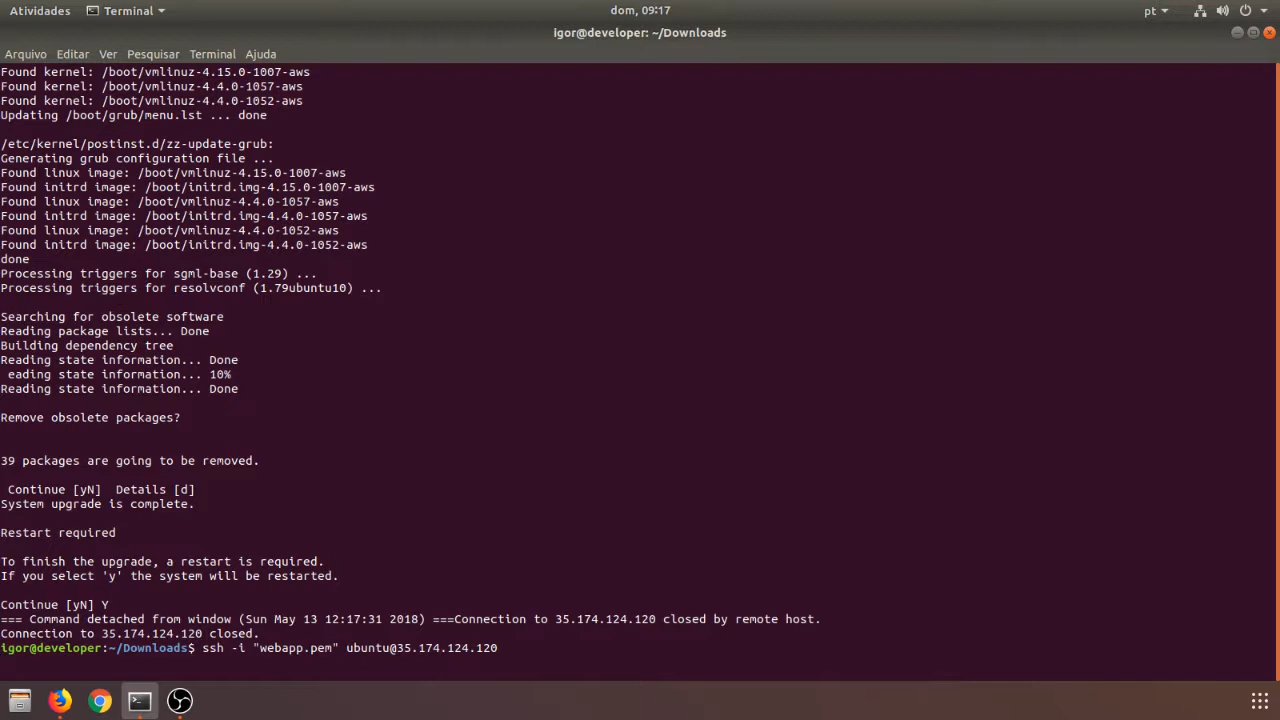 Atividades Terminal dom, 09:17 pt
igor@developer: ~/Downloads
Arquivo Editar Ver Pesquisar Terminal Ajuda
Found kernel: /boot/vmlinuz-4.15.0-1007-aws
Found kernel: /boot/vmlinuz-4.4.0-1057-aws
Found kernel: /boot/vmlinuz-4.4.0-1052-aws
Updating /boot/grub/menu.lst ... done
/etc/kernel/postinst.d/zz-update-grub:
Generating grub configuration file ...
Found linux image: /boot/vmlinuz-4.15.0-1007-aws
Found initrd image: /boot/initrd.img-4.15.0-1007-aws
Found linux image: /boot/vmlinuz-4.4.0-1057-aws
Found initrd image: /boot/initrd.img-4.4.0-1057-aws
Found linux image: /boot/vmlinuz-4.4.0-1052-aws
Found initrd image: /boot/initrd.img-4.4.0-1052-aws
done
Processing triggers for sgml-base (1.29) ...
Processing triggers for resolvconf (1.79ubuntu10) ...
Searching for obsolete software
Reading package lists... Done
Building dependency tree
Reading state information... Done
eading state information... 10%
Reading state information... Done
Remove obsolete packages?
39 packages are going to be removed.
Continue [yN]  Details [d]
System upgrade is complete.
Restart required
To finish the upgrade, a restart is required.
If you select 'y' the system will be restarted.
Continue [yN] Y
=== Command detached from window (Sun May 13 12:17:31 2018) ===Connection to 35.174.124.120 closed by remote host.
Connection to 35.174.124.120 closed.
igor@developer:~/Downloads$ ssh -i "webapp.pem" ubuntu@35.174.124.120